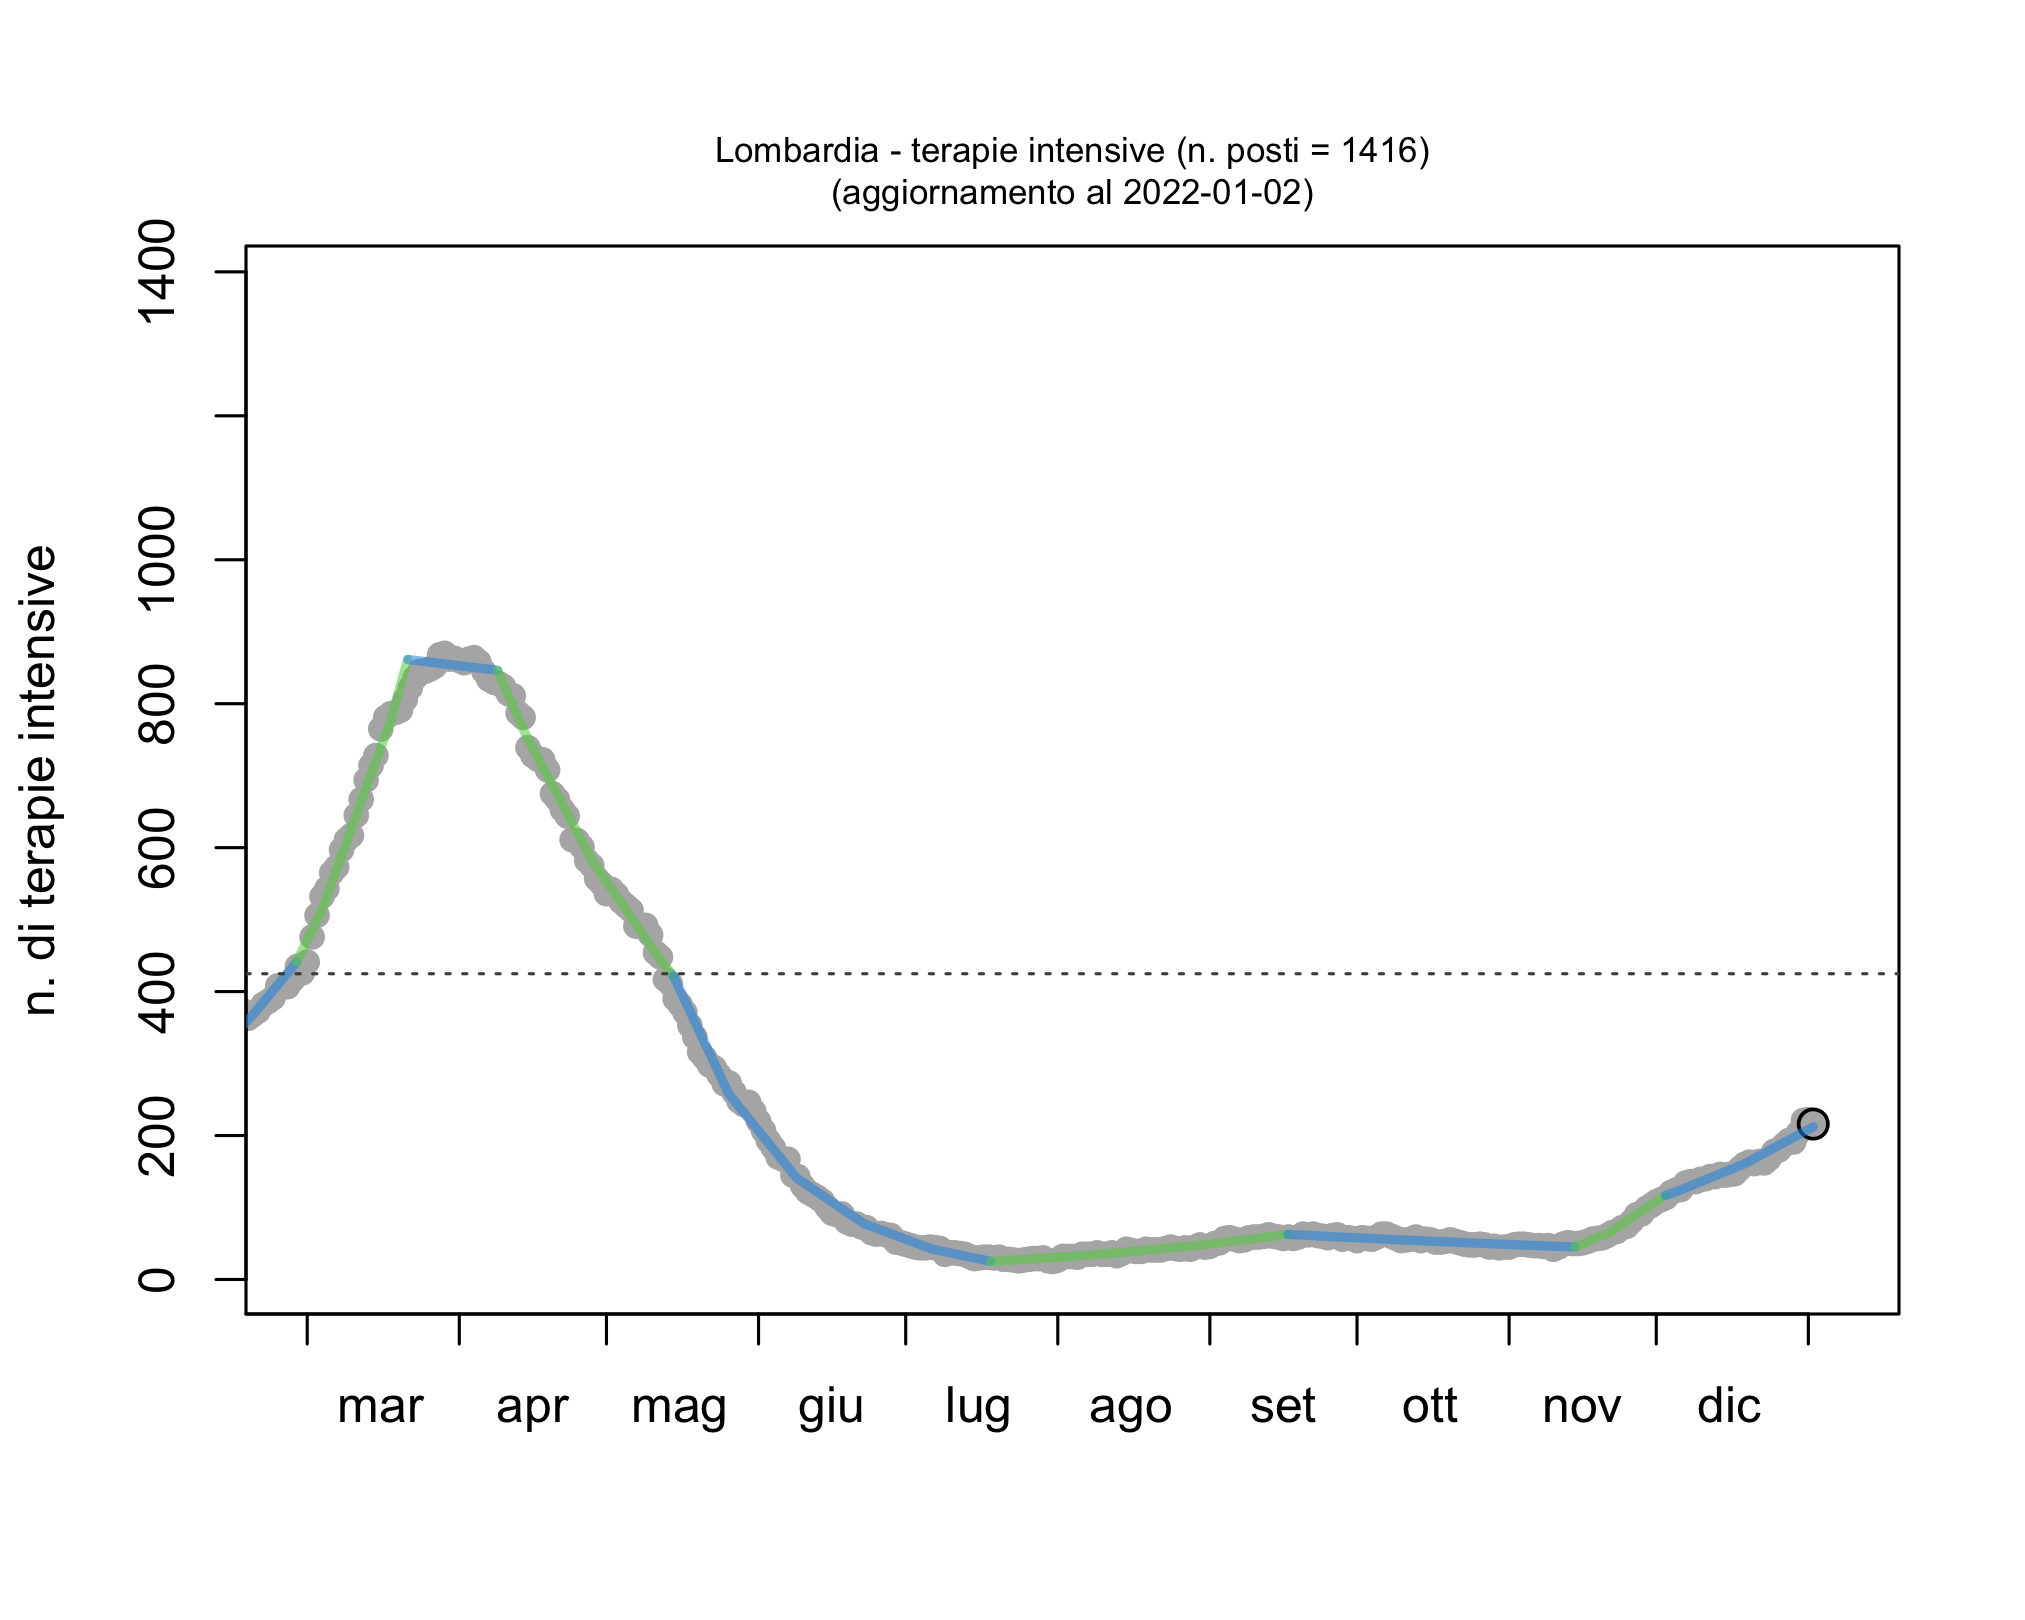 Lombardia - terapie intensive (n. posti = 1416)
(aggiornamento al 2022-01-02)
n. di terapie intensive
1400
1000
800
600
400
200
0
mar apr mag giu lug ago set ott nov dic